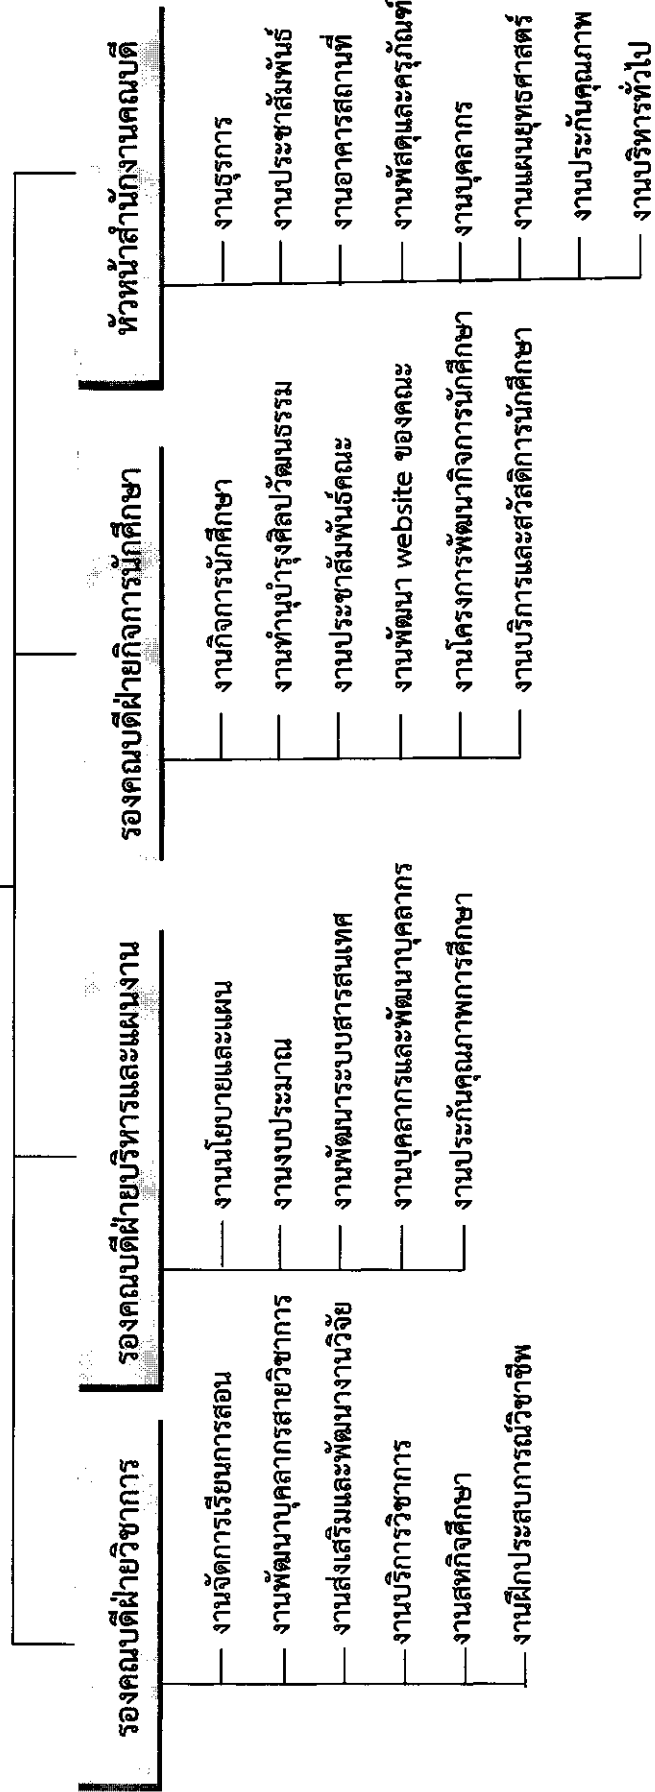 รองคณบดีฝ่ายวิชาการ
งานจัดการเรียนการสอน
งานพัฒนาบุคลากรสายวิชาการ
งานส่งเสริมและพัฒนางานวิจัย
งานบริการวิชาการ
งานสหกิจศึกษา
งานฝึกประสบการณ์วิชาชีพ
รองคณบดีฝ่ายบริหารและแผนงาน
งานนโยบายและแผน
งานงบประมาณ
งานพัฒนาระบบสารสนเทศ
งานบุคลากรและพัฒนาบุคลากร
งานประกันคุณภาพการศึกษา
รองคณบดีฝ่ายกิจการนักศึกษา
งานกิจการนักศึกษา
งานทำนุบำรุงศิลปวัฒนธรรม
งานประชาสัมพันธ์คณะ
งานพัฒนา website ของคณะ
งานโครงการพัฒนากิจการนักศึกษา
งานบริการและสวัสดิการนักศึกษา
หัวหน้าสำนักงานคณบดี
งานธุรการ
งานประชาสัมพันธ์
งานอาคารสถานที่
งานพัสดุและครุภัณฑ์
งานบุคลากร
งานแผนยุทธศาสตร์
งานประกันคุณภาพ
งานบริหารทั่วไป